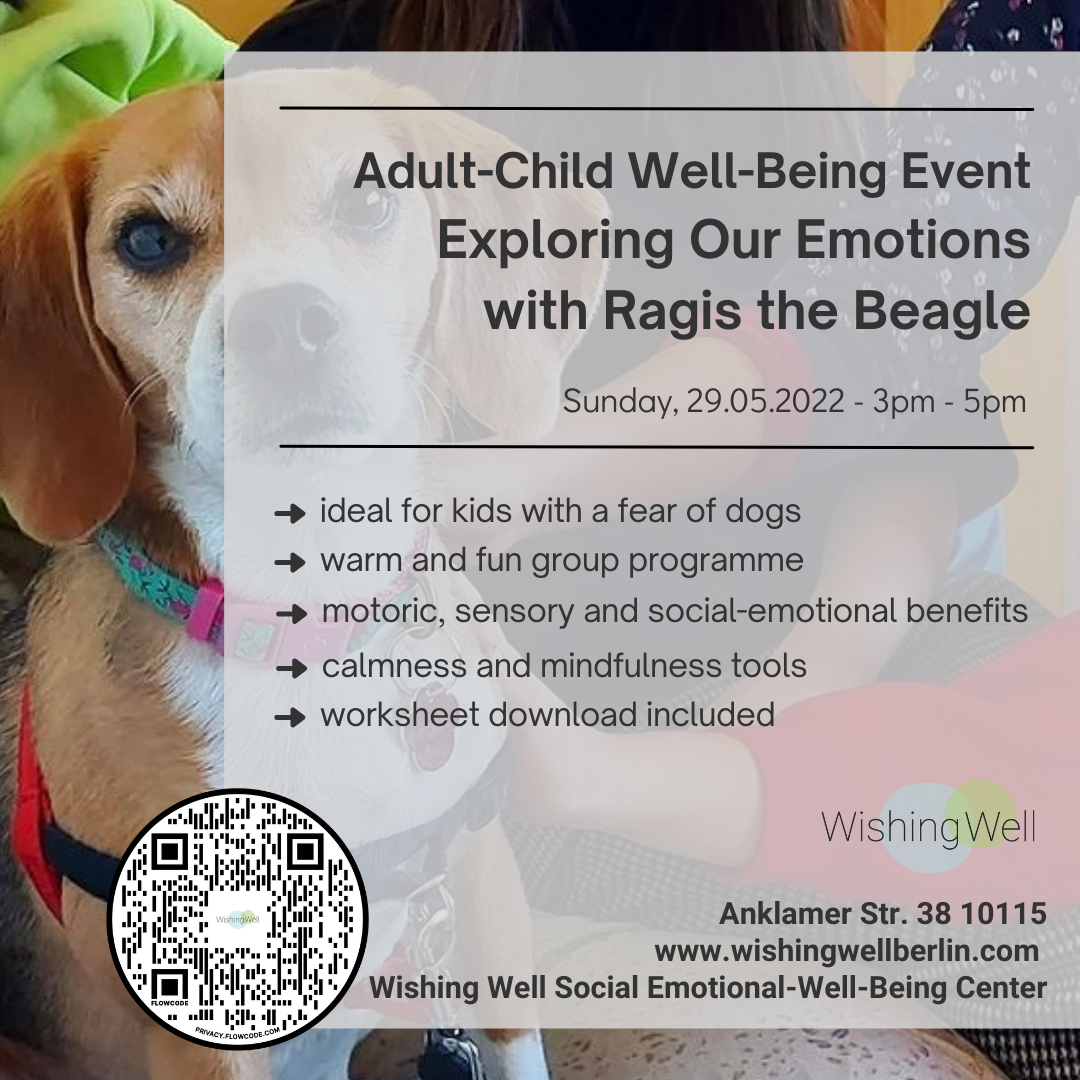 Adult-Child Well-Being Event
Exploring Our Emotions
with Ragis the Beagle
Sunday, 29.05.2022 - 3pm - 5pm
ideal for kids with a fear of dogs
warm and fun group programme
motoric, sensory and social-emotional benefits
calmness and mindfulness tools
worksheet download included
WishingWell
Anklamer Str. 38 10115
www.wishingwellberlin.com
Wishing Well Social Emotional-Well-Being Center
WishingWell
FLOWCODE
PRIVACY.FLOWCODE.COM